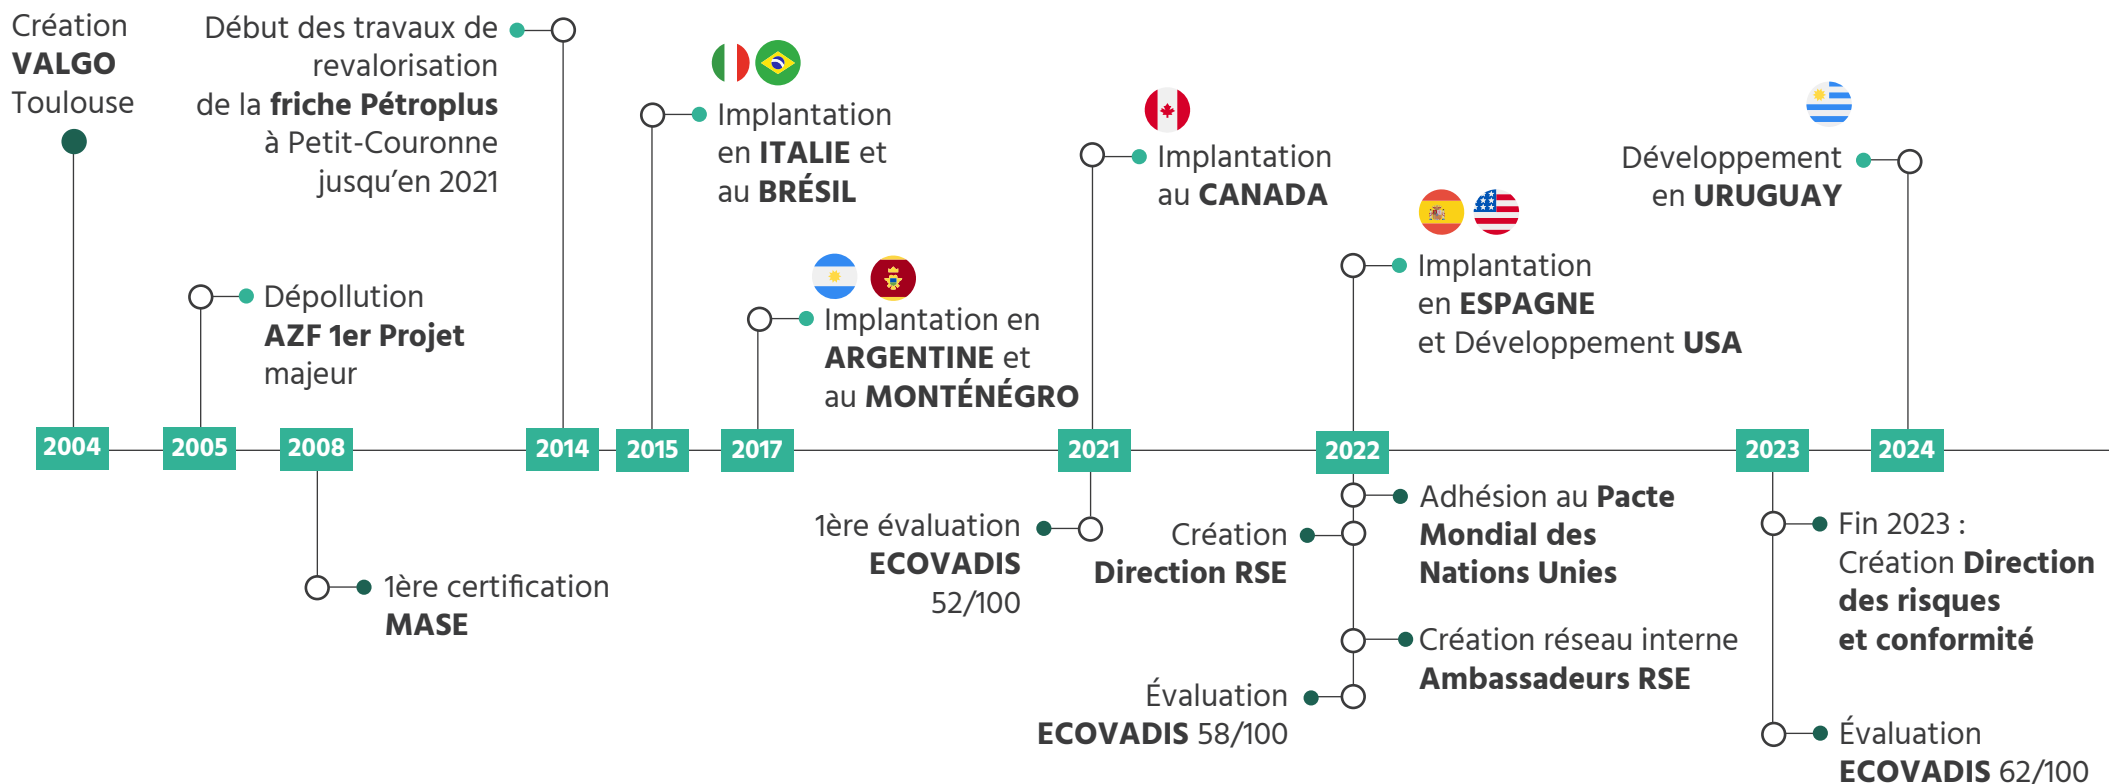 Création
VALGO
Toulouse
Début des travaux de
revalorisation
de la friche Pétroplus
à Petit-Couronne
jusqu’en 2021
Dépollution
AZF 1er Projet
majeur
Implantation
en ITALIE et
au BRÉSIL
Implantation en
ARGENTINE et
au MONTÉNÉGRO
Implantation
au CANADA
Implantation
en ESPAGNE
et Développement USA
Développement
en URUGUAY
2004
2005
2008
2014
2015
2017
2021
2022
2023
2024
1ère certification
MASE
1ère évaluation
ECOVADIS
52/100
Création
Direction RSE
Adhésion au Pacte
Mondial des
Nations Unies
Création réseau interne
Ambassadeurs RSE
Évaluation
ECOVADIS 58/100
Fin 2023 :
Création Direction
des risques
et conformité
Évaluation
ECOVADIS 62/100